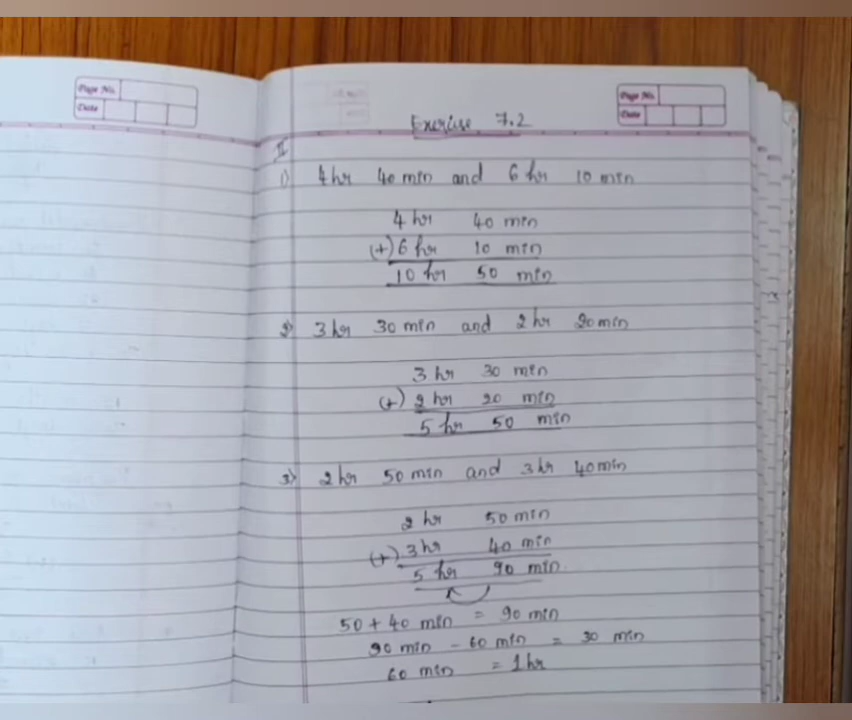 Page No.
Date
Page No.
Date
Exercise 7.2
II
1) 4 hr 40 min and 6 hr 10 min
4 hr 40 min
(+) 6 hr 10 min
10 hr 50 min
2) 3 hr 30 min and 2 hr 20 min
3 hr 30 min
(+) 2 hr 20 min
5 hr 50 min
3) 2 hr 50 min and 3 hr 40 min
2 hr 50 min
(+) 3 hr 40 min
5 hr 90 min
50 + 40 min = 90 min
90 min - 60 min = 30 min
60 min = 1 hr